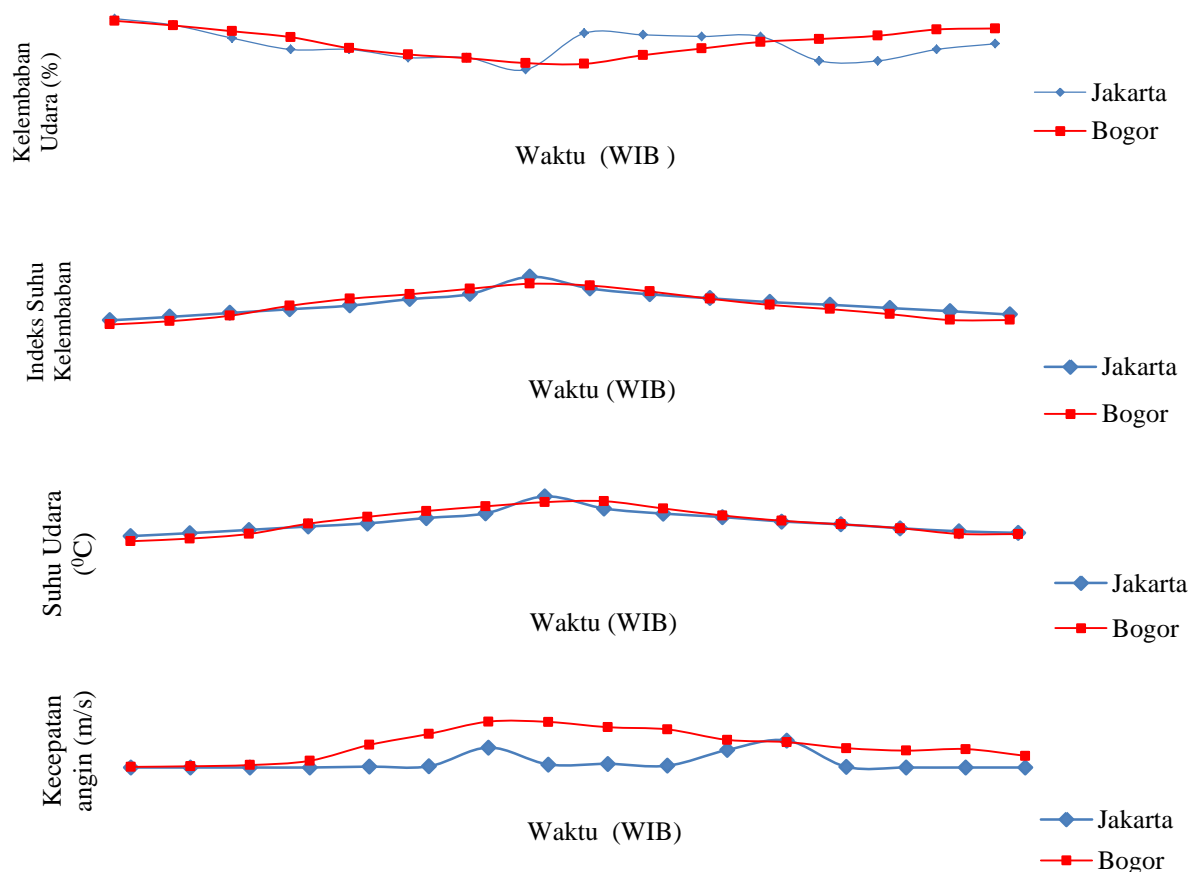 Kelembaban
Udara (%)
Jakarta
Bogor
Waktu (WIB )
Indeks Suhu
Kelembaban
Jakarta
Bogor
Waktu (WIB)
Suhu Udara
(⁰C)
Jakarta
Bogor
Waktu (WIB)
Kecepatan
angin (m/s)
Jakarta
Bogor
Waktu (WIB)